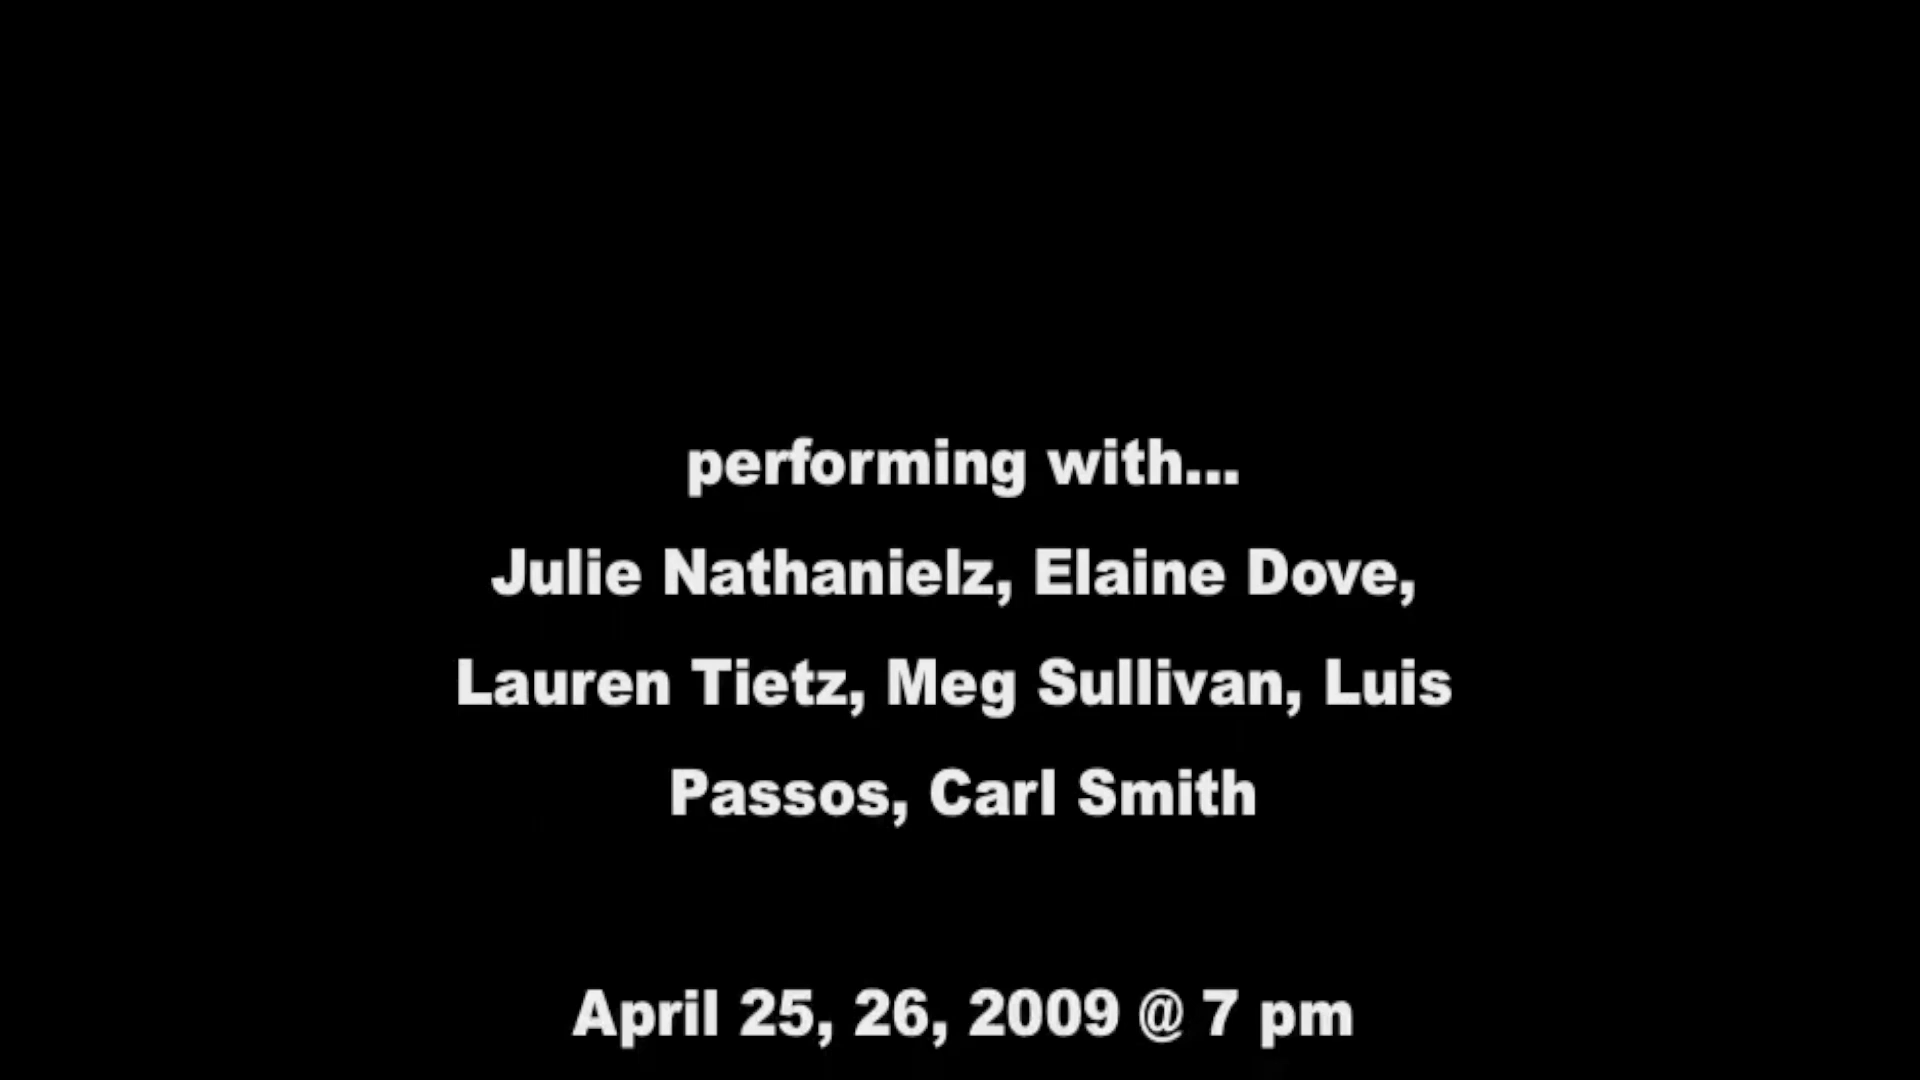 performing with...
Julie Nathanielz, Elaine Dove,
Lauren Tietz, Meg Sullivan, Luis
Passos, Carl Smith
April 25, 26, 2009 @ 7 pm